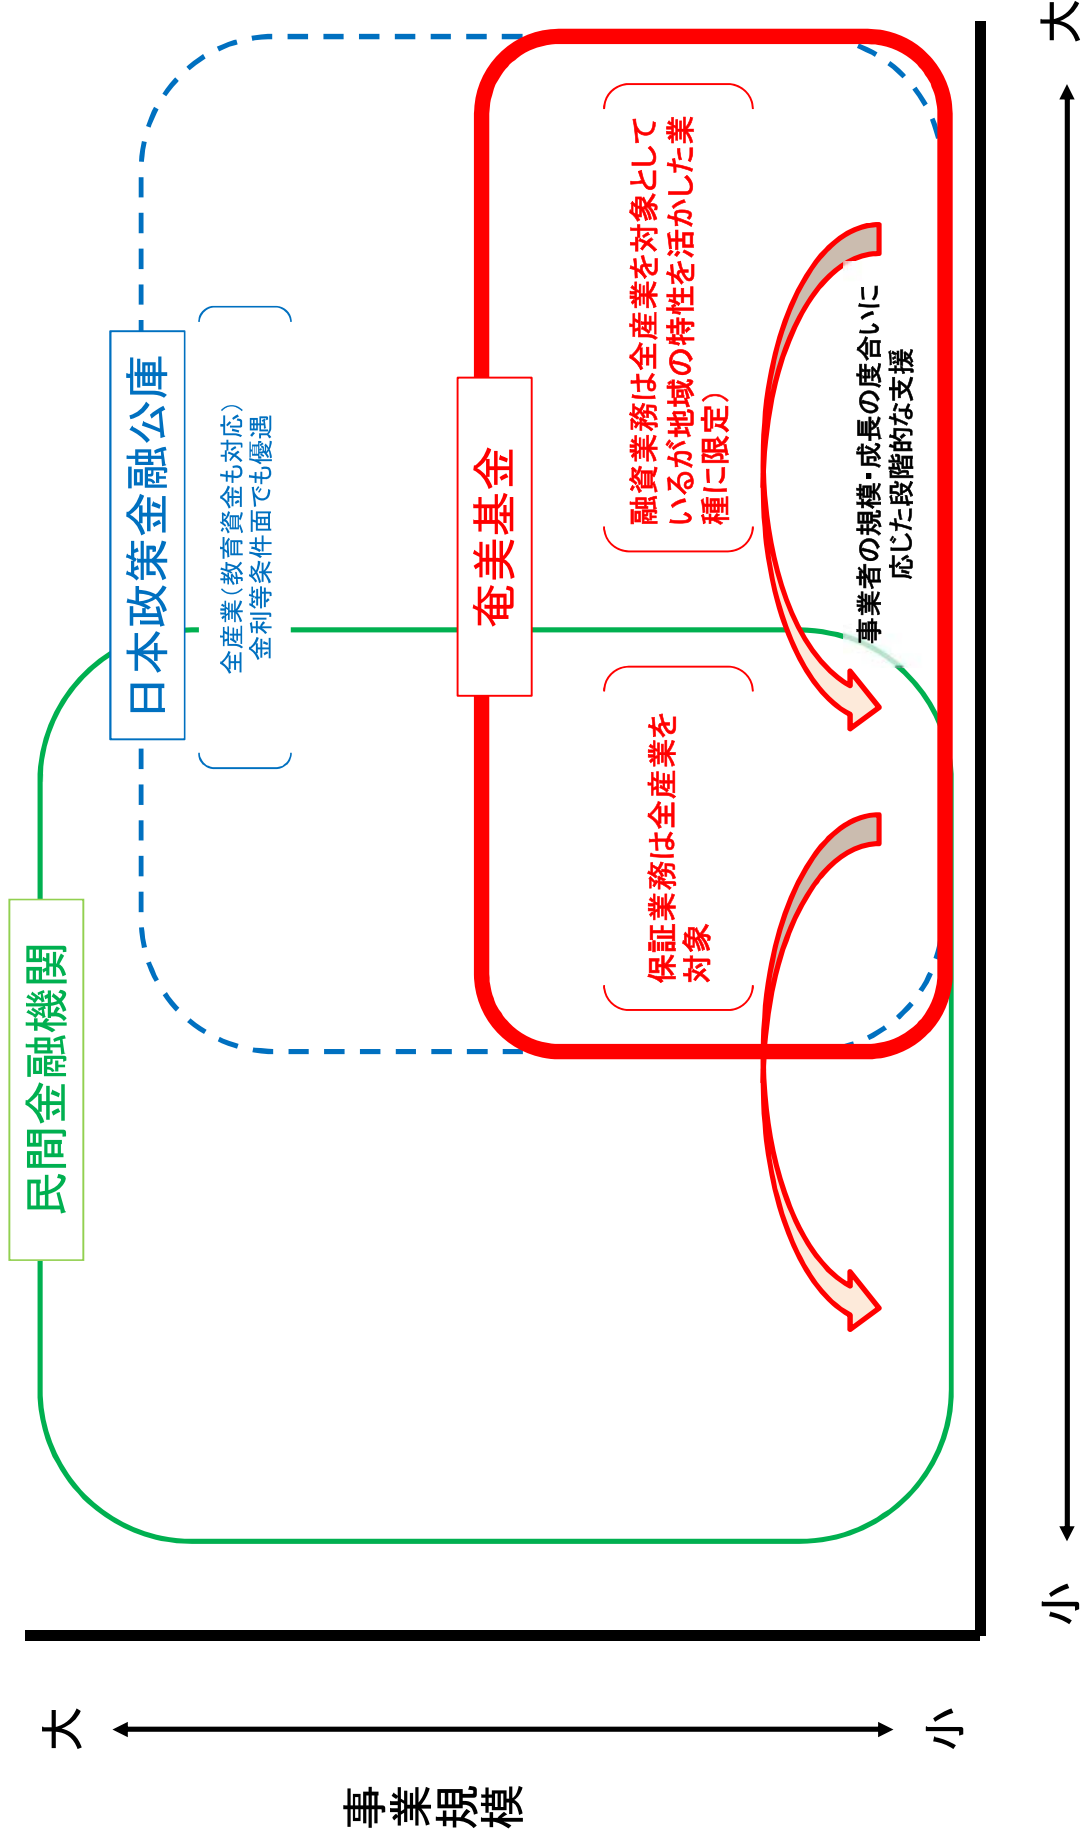 民間金融機関
日本政策金融公庫
全産業（教育資金も対応）
金利等条件面でも優遇
奄美基金
保証業務は全産業を
対象
融資業務は全産業を対象として
いるが地域の特性を活かした業
種に限定）
事業者の規模・成長の度合いに
応じた段階的な支援
大
小
事業規模
小
大